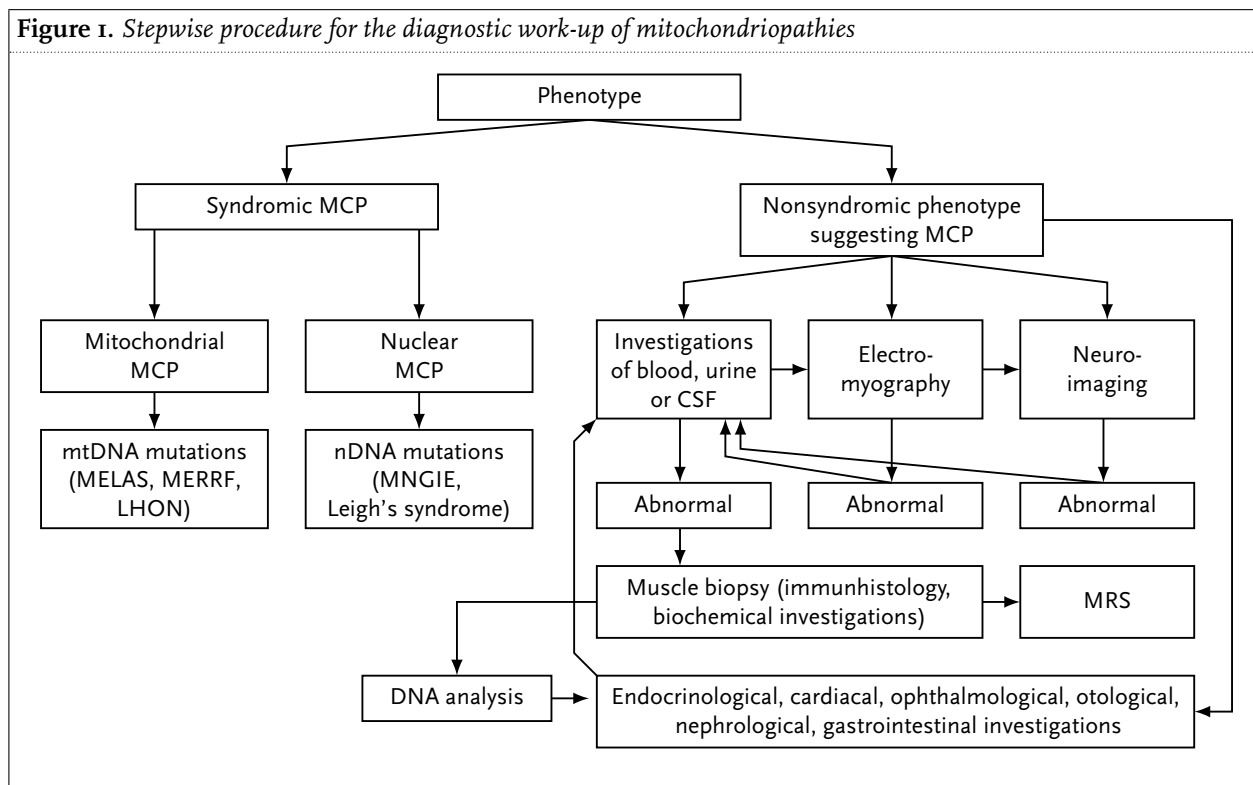 Figure 1. Stepwise procedure for the diagnostic work-up of mitochondriopathies
Phenotype
Syndromic MCP
Nonsyndromic phenotype
suggesting MCP
Mitochondrial
MCP
Nuclear
MCP
Investigations
of blood, urine
or CSF
Electro-
myography
Neuro-
imaging
mtDNA mutations
(MELAS, MERRF,
LHON)
nDNA mutations
(MNGIE,
Leigh's syndrome)
Abnormal
Abnormal
Abnormal
Muscle biopsy (immunhistology,
biochemical investigations)
MRS
DNA analysis
Endocrinological, cardiacal, ophthalmological, otological,
nephrological, gastrointestinal investigations